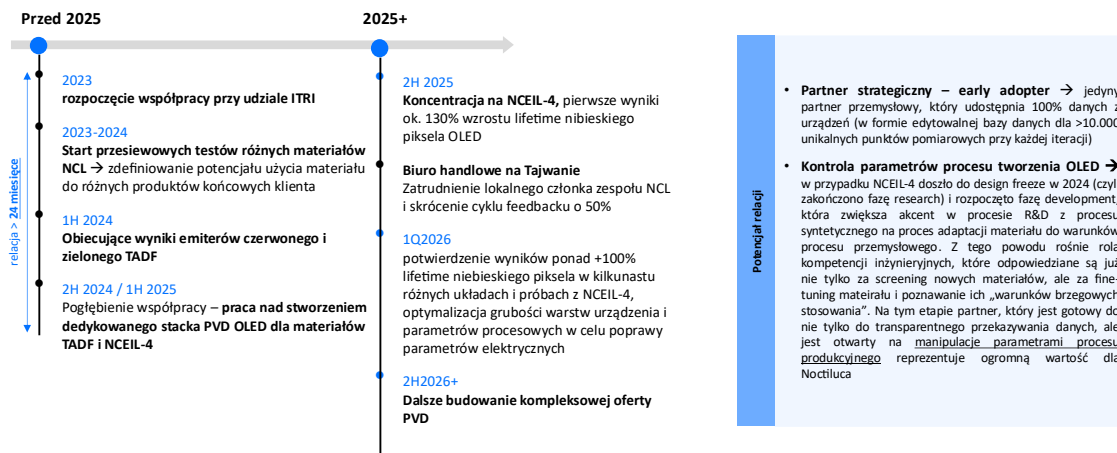 Przed 2025
2025+
relacja > 24 miesięce
2023
rozpoczęcie współpracy przy udziale ITRI
2023-2024
Start przesiewowych testów różnych materiałów
NCL → zdefiniowanie potencjału użycia materiału
do różnych produktów końcowych klienta
1H 2024
Obiecujące wyniki emiterów czerwonego i
zielonego TADF
2H 2024 / 1H 2025
Pogłębienie współpracy – praca nad stworzeniem
dedykowanego stacka PVD OLED dla materiałów
TADF i NCEIL-4
2H 2025
Koncentracja na NCEIL-4, pierwsze wyniki
ok. 130% wzrostu lifetime nibieskiego
piksela OLED
Biuro handlowe na Tajwanie
Zatrudnienie lokalnego członka zespołu NCL
i skrócenie cyklu feedbacku o 50%
1Q2026
potwierdzenie wyników ponad +100%
lifetime niebieskiego piksela w kilkunastu
różnych układach i próbach z NCEIL-4,
optymalizacja grubości warstw urządzenia i
parametrów procesowych w celu poprawy
parametrów elektrycznych
2H2026+
Dalsze budowanie kompleksowej oferty
PVD
Potencjał relacji
• Partner strategiczny – early adopter → jedyny
partner przemysłowy, który udostępnia 100% danych z
urządzeń (w formie edytowalnej bazy danych dla >10.000
unikalnych punktów pomiarowych przy każdej iteracji)
• Kontrola parametrów procesu tworzenia OLED →
w przypadku NCEIL-4 doszło do design freeze w 2024 (czyli
zakończono fazę research) i rozpoczęto fazę development,
która zwiększa akcent w procesie R&D z procesu
syntetycznego na proces adaptacji materiału do warunków
procesu przemysłowego. Z tego powodu rośnie rola
kompetencji inżynieryjnych, które odpowiedziane są już
nie tylko za screening nowych materiałów, ale za fine-
tuning mateirału i poznawanie ich „warunków brzegowych
stosowania”. Na tym etapie partner, który jest gotowy do
nie tylko do transparentnego przekazywania danych, ale
jest otwarty na manipulacje parametrami procesu
produkcyjnego reprezentuje ogromną wartość dla
Noctiluca